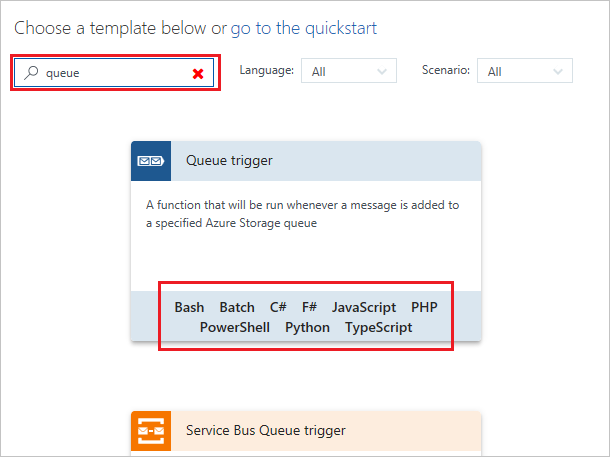 Choose a template below or go to the quickstart
queue Language: All Scenario: All
Queue trigger
A function that will be run whenever a message is added to
a specified Azure Storage queue
Bash Batch C# F# JavaScript PHP
PowerShell Python TypeScript
Service Bus Queue trigger